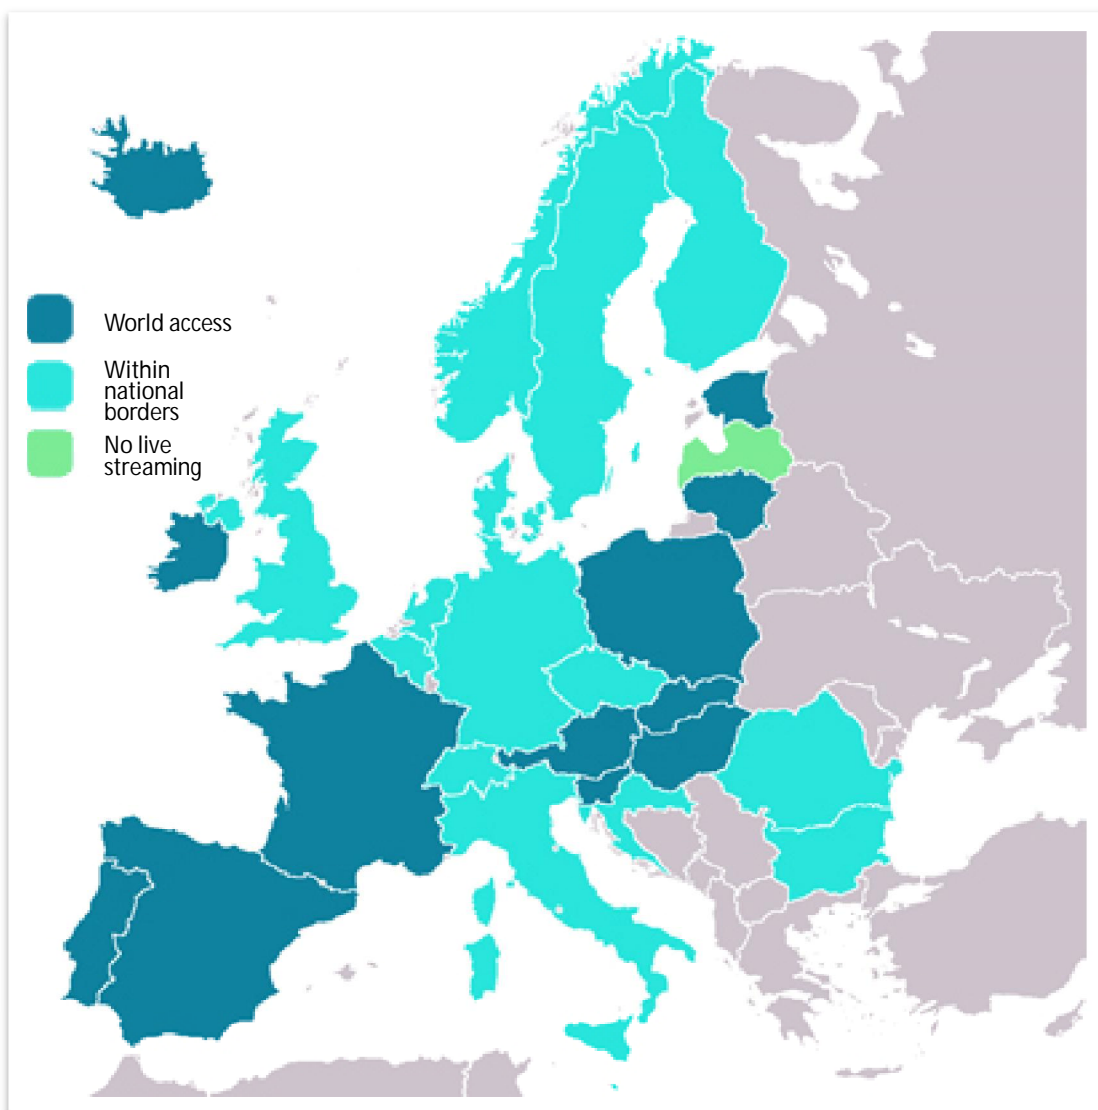 World access
Within
national
borders
No live
streaming